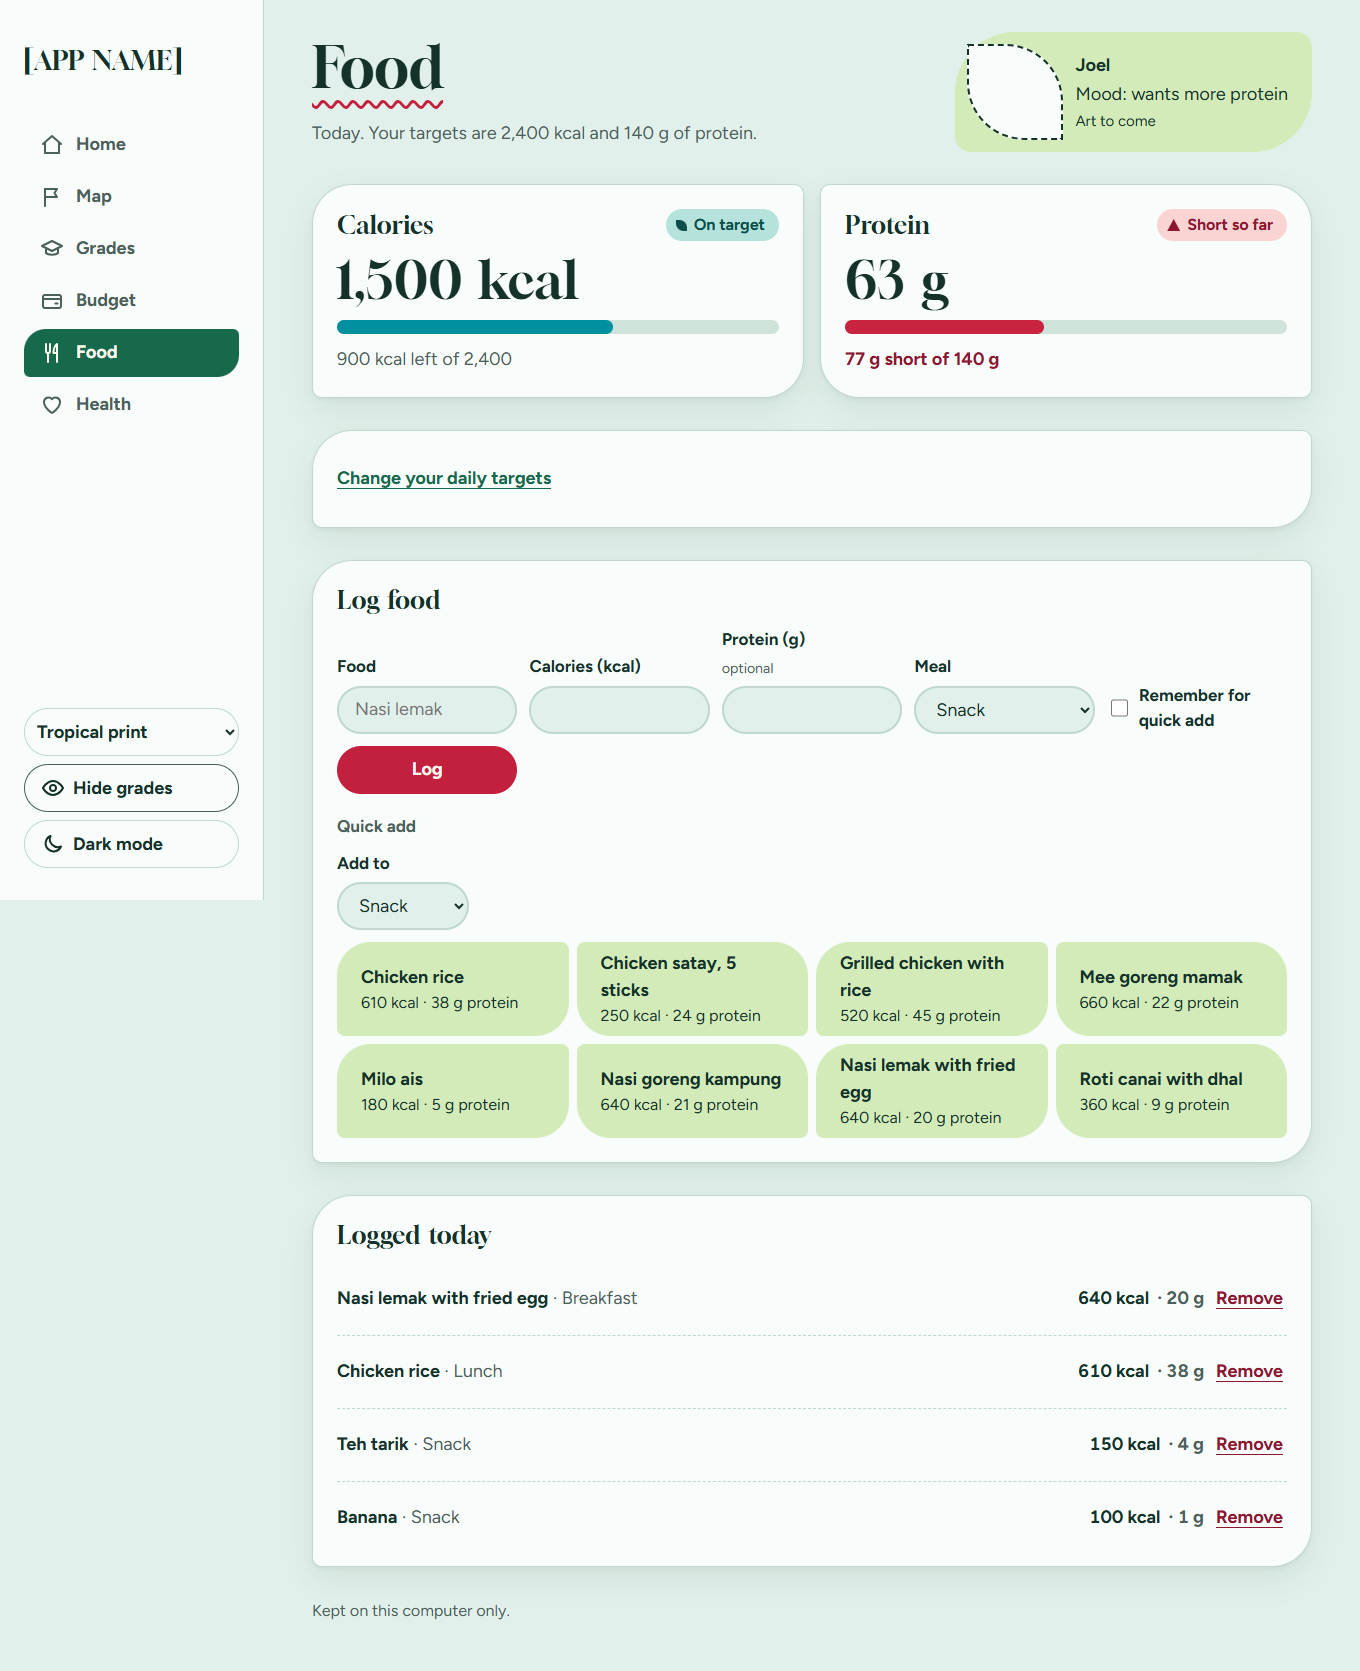 [APP NAME]
Home
Map
Grades
Budget
Food
Health
Tropical print
Hide grades
Dark mode
Food
Today. Your targets are 2,400 kcal and 140 g of protein.
Joel
Mood: wants more protein
Art to come
Calories
On target
1,500 kcal
900 kcal left of 2,400
Protein
Short so far
63 g
77 g short of 140 g
Change your daily targets
Log food
Food
Nasi lemak
Calories (kcal)
Protein (g)
optional
Meal
Snack
Remember for
quick add
Log
Quick add
Add to
Snack
Chicken rice
610 kcal · 38 g protein
Chicken satay, 5
sticks
250 kcal · 24 g protein
Grilled chicken with
rice
520 kcal · 45 g protein
Mee goreng mamak
660 kcal · 22 g protein
Milo ais
180 kcal · 5 g protein
Nasi goreng kampung
640 kcal · 21 g protein
Nasi lemak with fried
egg
640 kcal · 20 g protein
Roti canai with dhal
360 kcal · 9 g protein
Logged today
Nasi lemak with fried egg · Breakfast 640 kcal · 20 g Remove
Chicken rice · Lunch 610 kcal · 38 g Remove
Teh tarik · Snack 150 kcal · 4 g Remove
Banana · Snack 100 kcal · 1 g Remove
Kept on this computer only.